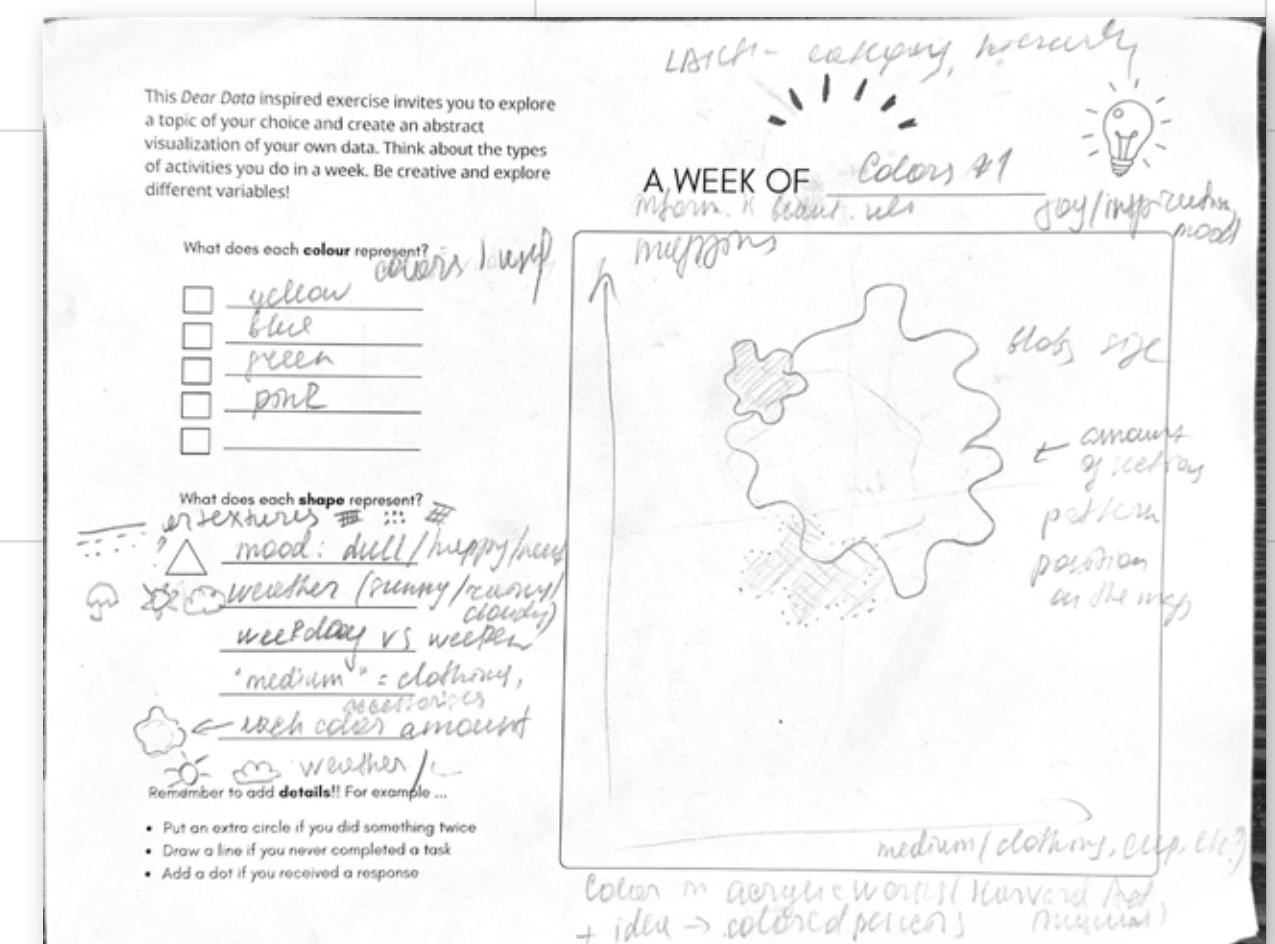 LATCH - category, hierarchy
This Dear Data inspired exercise invites you to explore
a topic of your choice and create an abstract
visualization of your own data. Think about the types
of activities you do in a week. Be creative and explore
different variables!
A WEEK OF Colors #1
inform.
joy/inspiration,
mood
What does each colour represent?
colors
yellow
blue
green
pink
blobs size
amount
of
pattern
position
on the map
What does each shape represent?
or textures
? mood: dull/happy/
weather (sunny/rainy/
cloudy)
weekday vs
"medium" = clothing,
accessories
each color amount
weather/
Remember to add details!! For example ...
• Put an extra circle if you did something twice
• Draw a line if you never completed a task
• Add a dot if you received a response
medium (clothing, cup, etc)
Color in acrylic works (Harvard Art
+ idea → colored pencils